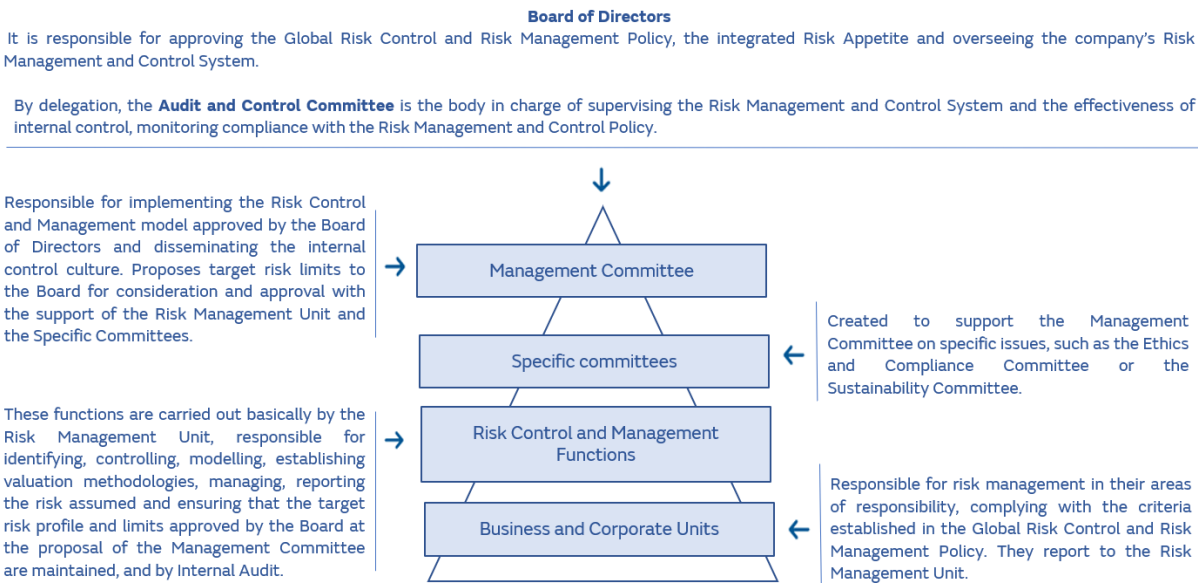 Board of Directors
It is responsible for approving the Global Risk Control and Risk Management Policy, the integrated Risk Appetite and overseeing the company's Risk
Management and Control System.
By delegation, the Audit and Control Committee is the body in charge of supervising the Risk Management and Control System and the effectiveness of
internal control, monitoring compliance with the Risk Management and Control Policy.
Responsible for implementing the Risk Control
and Management model approved by the Board
of Directors and disseminating the internal
control culture. Proposes target risk limits to
the Board for consideration and approval with
the support of the Risk Management Unit and
the Specific Committees.
Management Committee
Specific committees
Created to support the Management
Committee on specific issues, such as the Ethics
and Compliance Committee or the
Sustainability Committee.
These functions are carried out basically by the
Risk Management Unit, responsible for
identifying, controlling, modelling, establishing
valuation methodologies, managing, reporting
the risk assumed and ensuring that the target
risk profile and limits approved by the Board at
the proposal of the Management Committee
are maintained, and by Internal Audit.
Risk Control and Management
Functions
Business and Corporate Units
Responsible for risk management in their areas
of responsibility, complying with the criteria
established in the Global Risk Control and Risk
Management Policy. They report to the Risk
Management Unit.